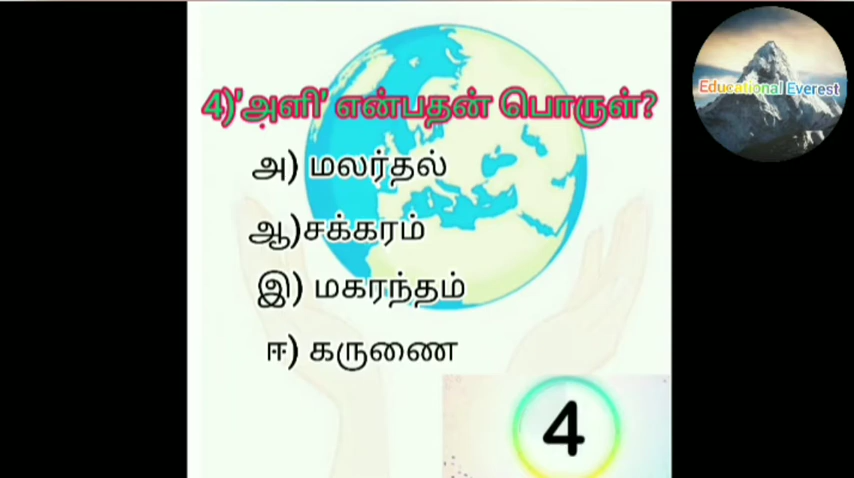 4)'அளி' என்பதன் பொருள்?
அ) மலர்தல்
ஆ)சக்கரம்
இ) மகரந்தம்
ஈ) கருணை
4
Educational Everest